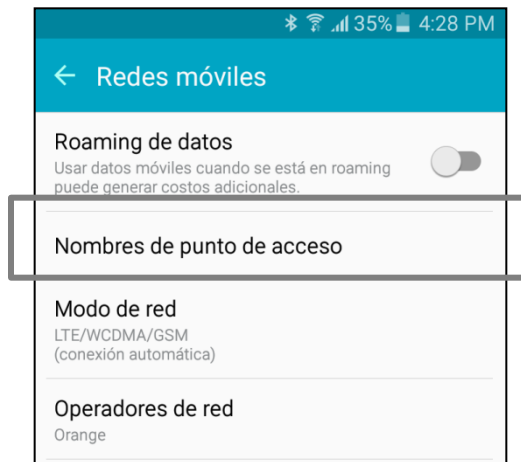 35% 4:28 PM
Redes móviles
Roaming de datos
Usar datos móviles cuando se está en roaming
puede generar costos adicionales.
Nombres de punto de acceso
Modo de red
LTE/WCDMA/GSM
(conexión automática)
Operadores de red
Orange